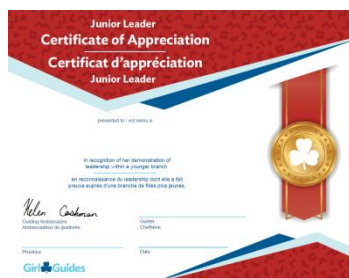 Junior Leader
Certificate of Appreciation
Certificat d'appréciation
Junior Leader
presented to / est remis à
in recognition of her demonstration of
leadership within a younger branch.
en reconnaissance du leadership dont elle a fait
preuve auprès d'une branche de filles plus jeunes.
Helen Cashman
Guiding Ambassador
Ambassadrice du guidisme
Guider
Cheftaine
Province
Date
Girl Guides